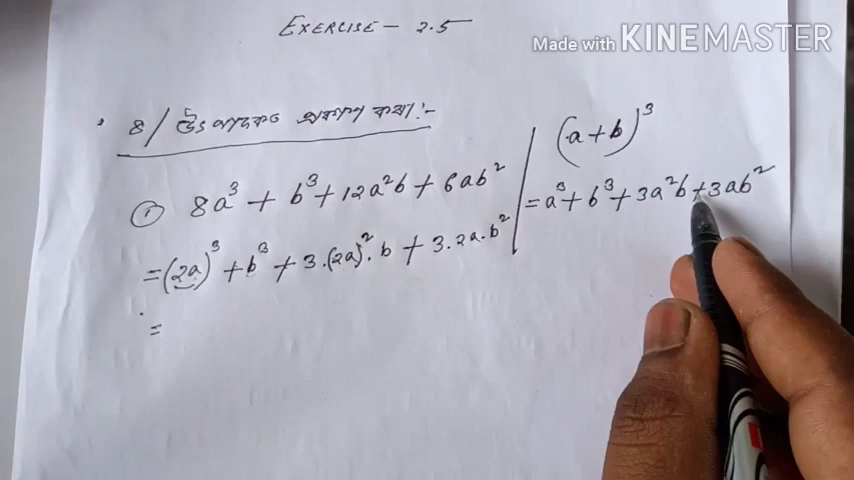 EXERCISE - 2.5
Made with KINEMASTER
8/ উৎপাদকত প্ৰকাশ কৰা:-
(a+b)³
① 8a³ + b³ + 12a²b + 6ab²
= a³ + b³ + 3a²b + 3ab²
= (2a)³ + b³ + 3.(2a)².b + 3.2a.b²
=